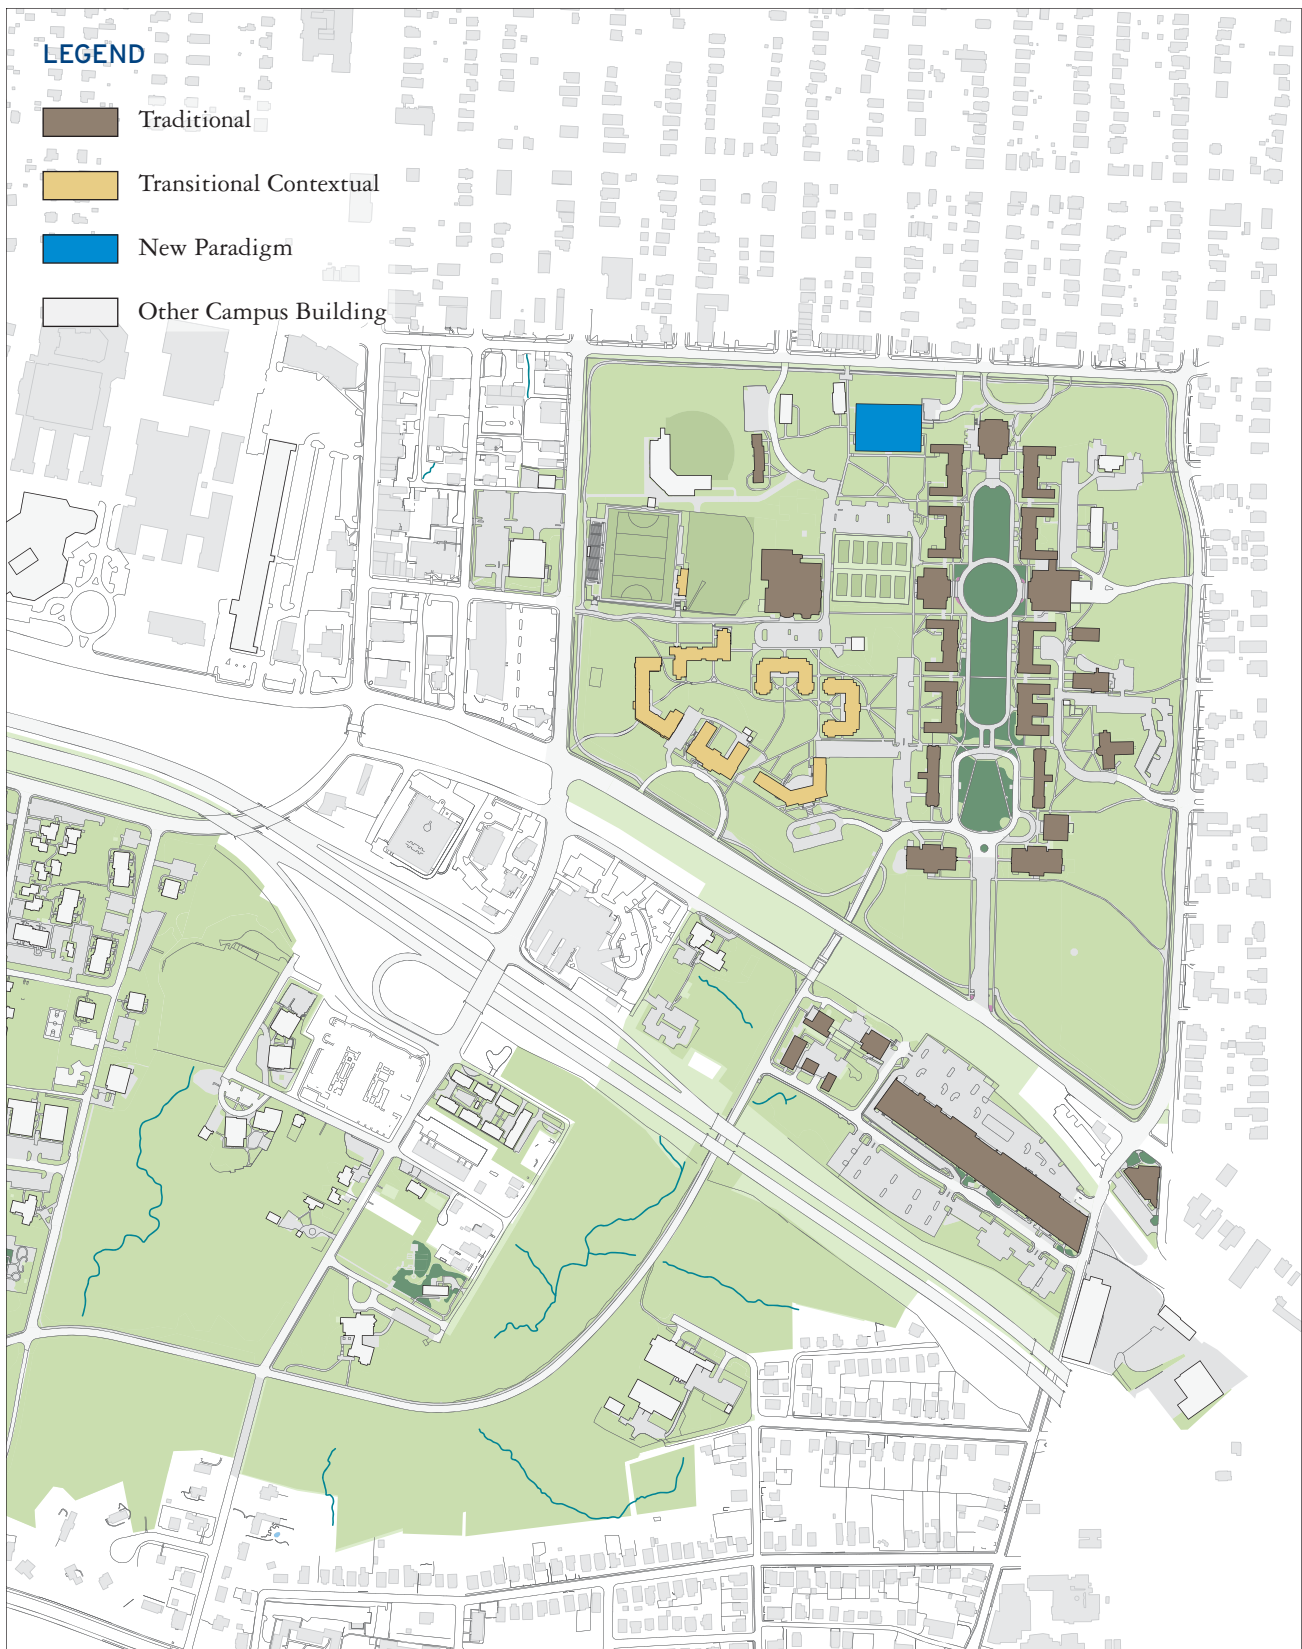 LEGEND
Traditional
Transitional Contextual
New Paradigm
Other Campus Building